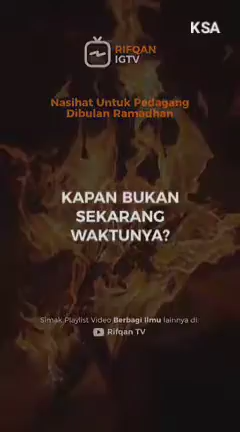 KSA
RIFQAN
IGTV
Nasihat Untuk Pedagang
Dibulan Ramadhan
KAPAN BUKAN
SEKARANG
WAKTUNYA?
Simak Playlist Video Berbagi Ilmu lainnya di:
Rifqan TV